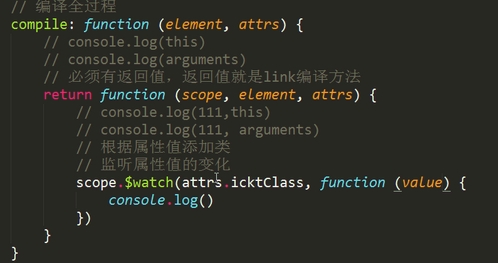 // 编译全过程
compile: function (element, attrs) {
// console.log(this)
// console.log(arguments)
// 必须有返回值，返回值就是link编译方法
return function (scope, element, attrs) {
// console.log(111,this)
// console.log(111, arguments)
// 根据属性值添加类
// 监听属性值的变化
scope.$watch(attrs.icktClass, function (value) {
console.log()
})
}
}